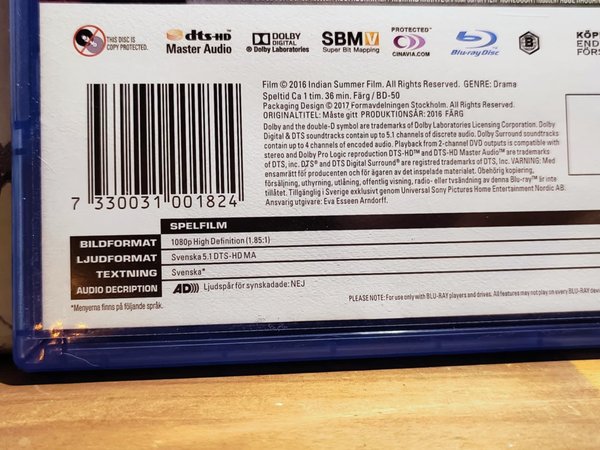 THIS DISC IS
COPY PROTECTED
dts-HD
Master Audio
DOLBY
DIGITAL
Dolby Laboratories
SBMV
Super Bit Mapping
PROTECTED™
CINAVIA.COM
Blu-ray Disc
B
KÖP
END
FÖRS
Film © 2016 Indian Summer Film. All Rights Reserved. GENRE: Drama
Speltid Ca 1 tim. 36 min. Färg / BD-50
Packaging Design © 2017 Formavdelningen Stockholm. All Rights Reserved.
ORIGINALTITEL: Måste gitt PRODUKTIONSÅR: 2016 FÄRG
Dolby and the double-D symbol are trademarks of Dolby Laboratories Licensing Corporation. Dolby
Digital & DTS soundtracks can contain up to 5.1 channels of discrete audio. Dolby Surround soundtracks
contain up to 4 channels of encoded audio. Playback from 2-channel DVD outputs is compatible with
stereo and Dolby Pro Logic reproduction DTS-HD™ and DTS-HD Master Audio™ are trademarks
of DTS, inc. DTS® and DTS Digital Surround® are registered trademarks of DTS, Inc. VARNING: Med
ensamrätt för producenten och för ägaren av det inspelade materialet. Obehörig kopiering,
försäljning, uthyrning, utlåning, offentlig visning, radio- eller tvsändning av denna Blu-ray™ är inte
tillåtet. Tillgänglig i Sverige exklusivt genom Universal Sony Pictures Home Entertainment Nordic AB.
Ansvarig utgivare: Eva Esseen Arndorff.
7 330031 001824
SPELFILM
BILDFORMAT 1080p High Definition (1.85:1)
LJUDFORMAT Svenska 5.1 DTS-HD MA
TEXTNING Svenska*
AUDIO DECRIPTION AD))) Ljudspår för synskadade: NEJ
*Menyerna finns på följande språk.
PLEASE NOTE: For use only with BLU-RAY players and drives. All features may not play on every BLU-RAY D